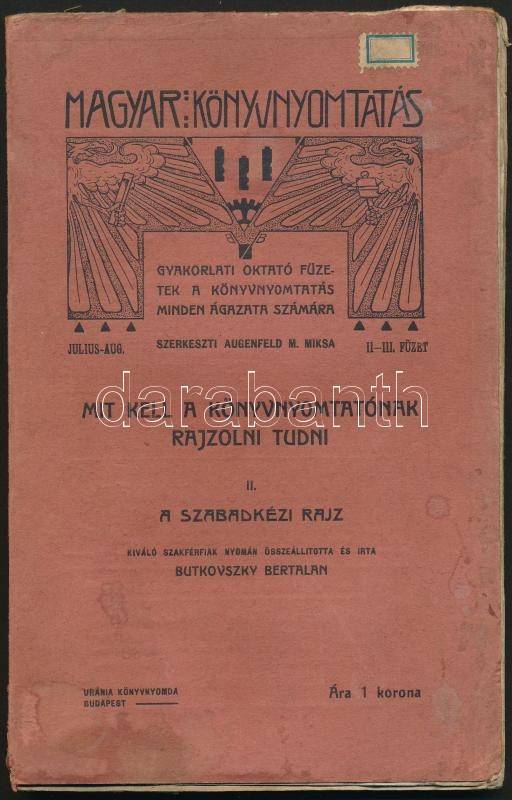 MAGYAR KÖNYVNYOMTATÁS
GYAKORLATI OKTATÓ FÜZE-
TEK A KÖNYVNYOMTATÁS
MINDEN ÁGAZATA SZÁMÁRA
JULIUS-AUG. SZERKESZTI AUGENFELD M. MIKSA II—III. FÜZET
darabanth
MIT KELL A KÖNYVNYOMTATÓNAK
RAJZOLNI TUDNI
II.
A SZABADKÉZI RAJZ
KIVÁLÓ SZAKFÉRFIAK NYOMÁN ÖSSZEÁLLITOTTA ÉS IRTA
BUTKOVSZKY BERTALAN
URÁNIA KÖNYVNYOMDA
BUDAPEST
Ára 1 korona